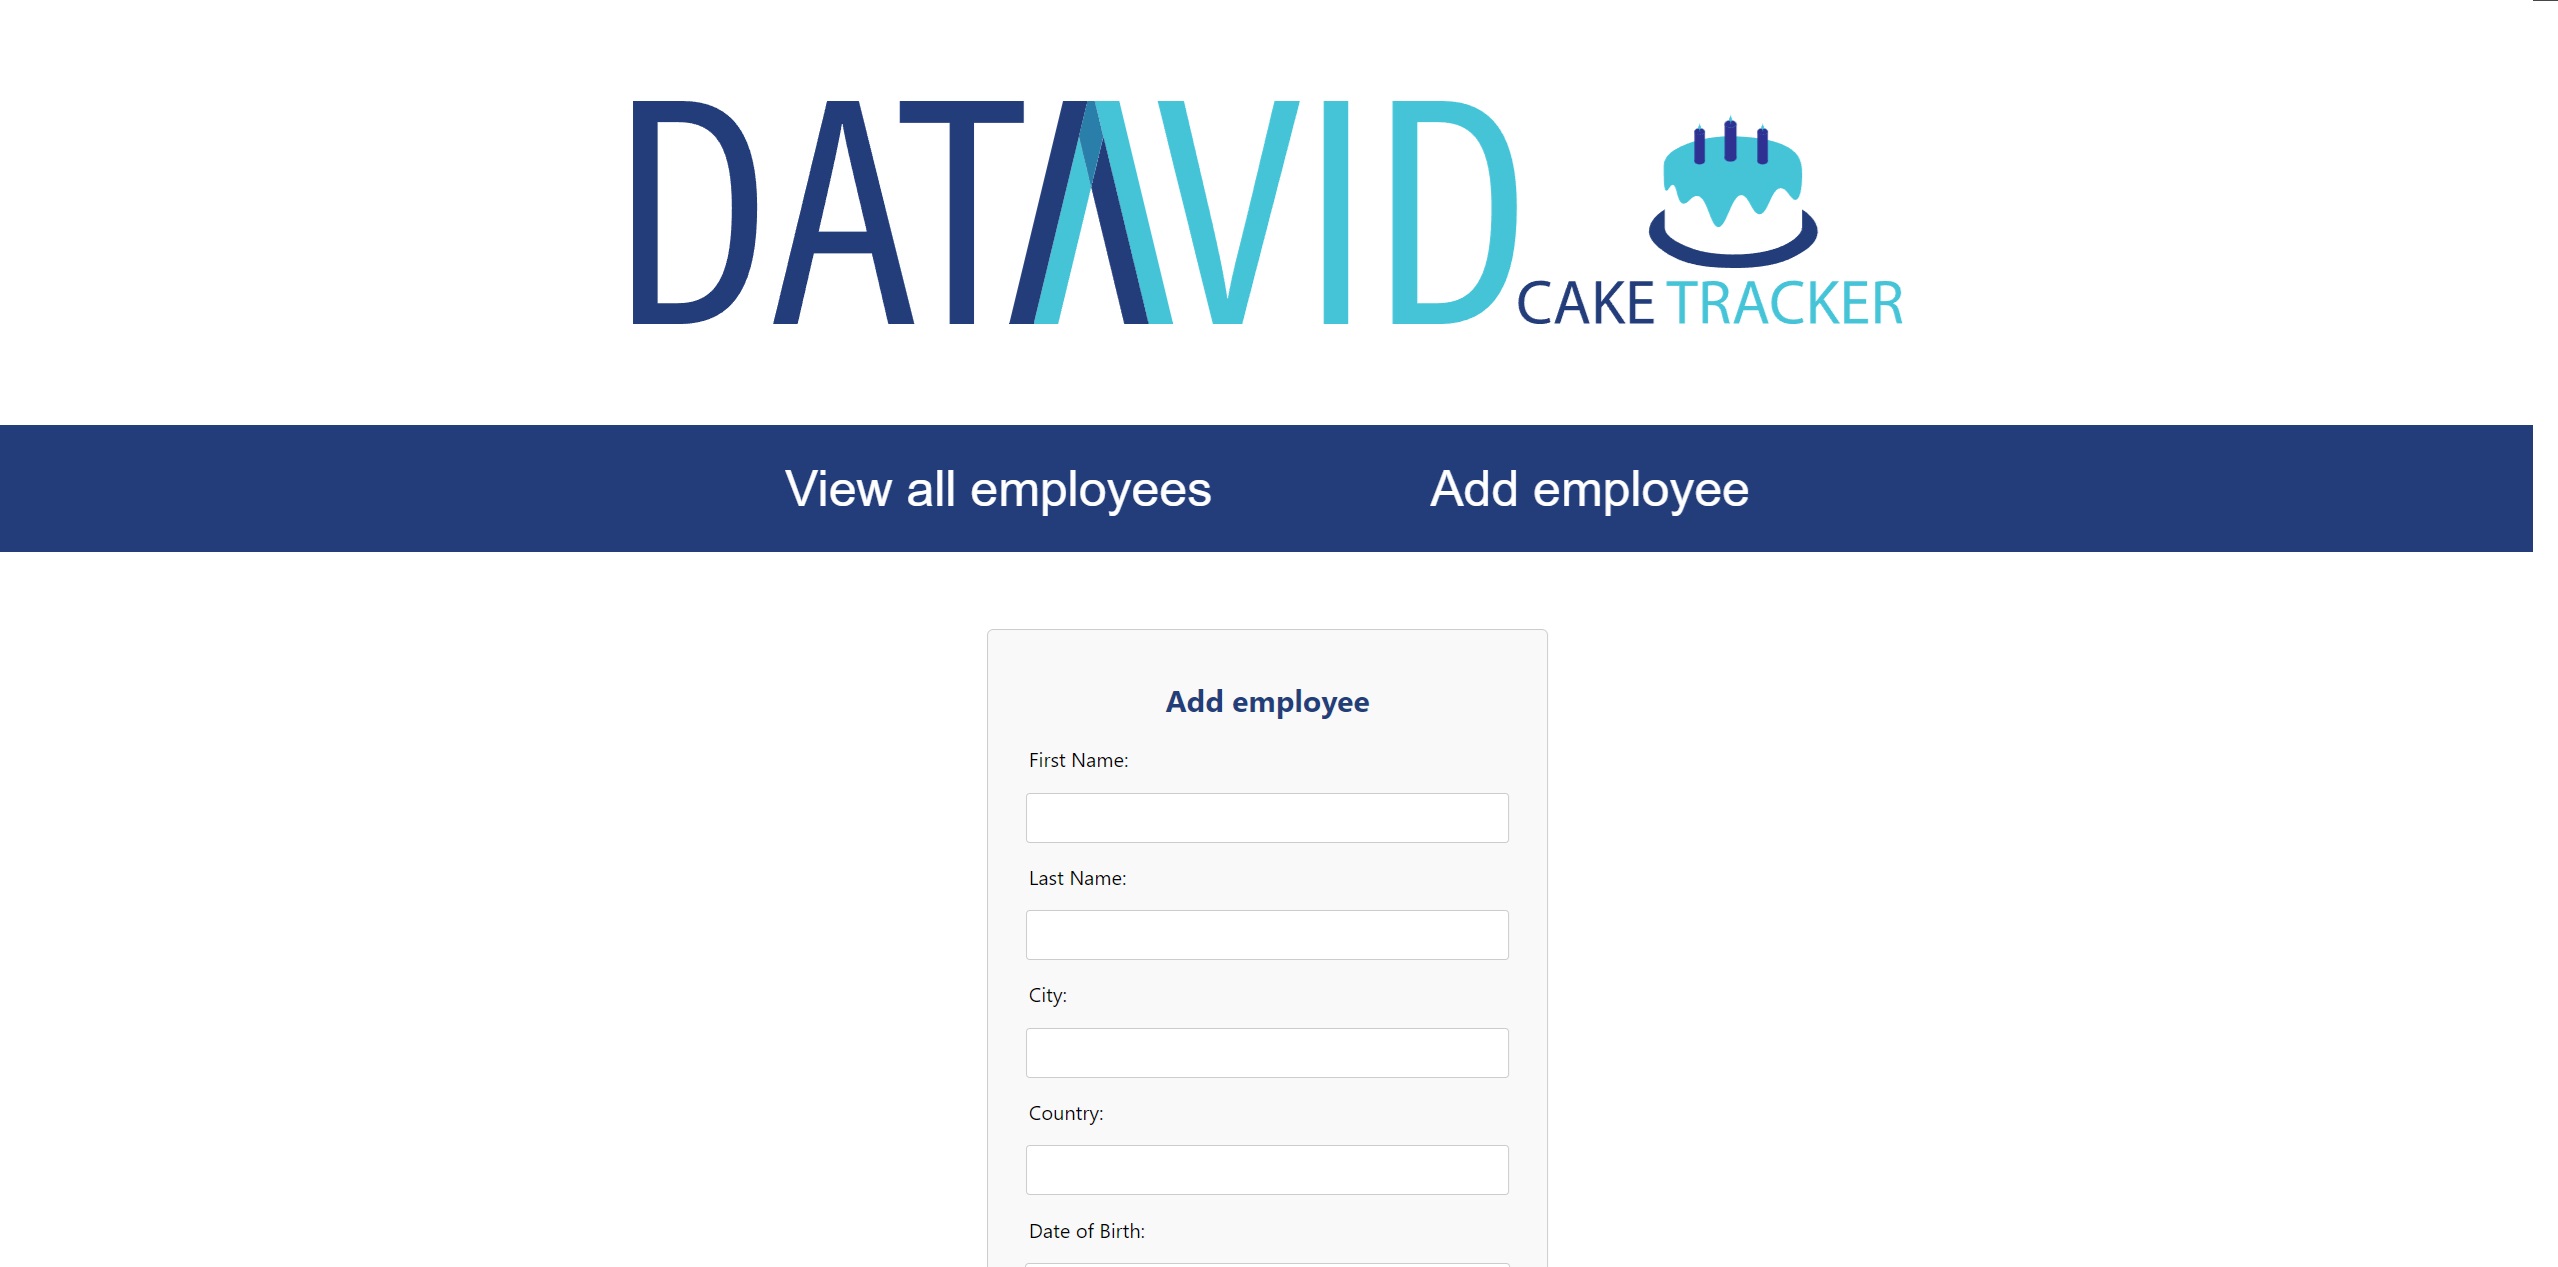 DATAVID
CAKE TRACKER
View all employees Add employee
Add employee
First Name:
Last Name:
City:
Country:
Date of Birth: